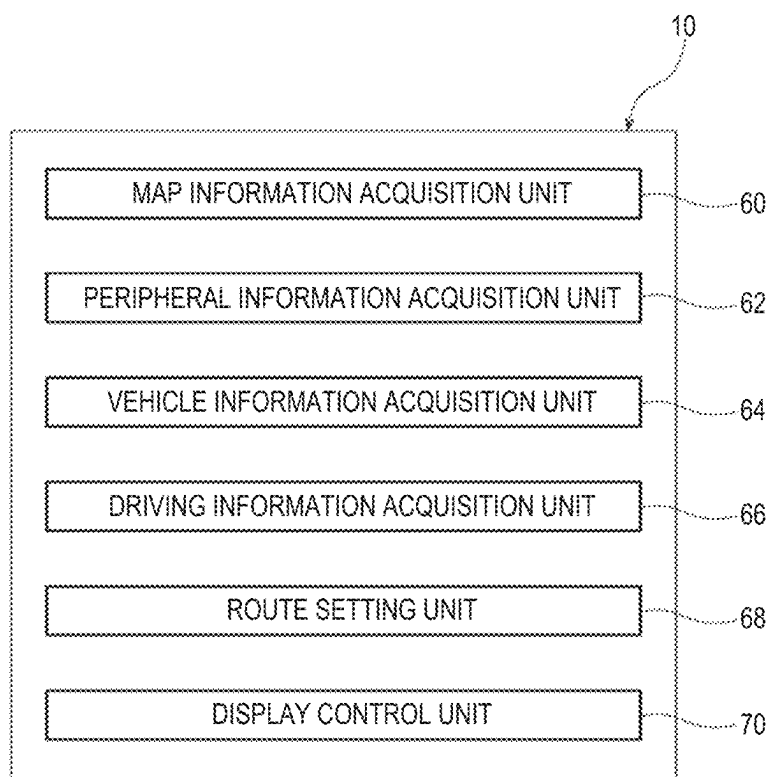 10
MAP INFORMATION ACQUISITION UNIT
60
PERIPHERAL INFORMATION ACQUISITION UNIT
62
VEHICLE INFORMATION ACQUISITION UNIT
64
DRIVING INFORMATION ACQUISITION UNIT
66
ROUTE SETTING UNIT
68
DISPLAY CONTROL UNIT
70